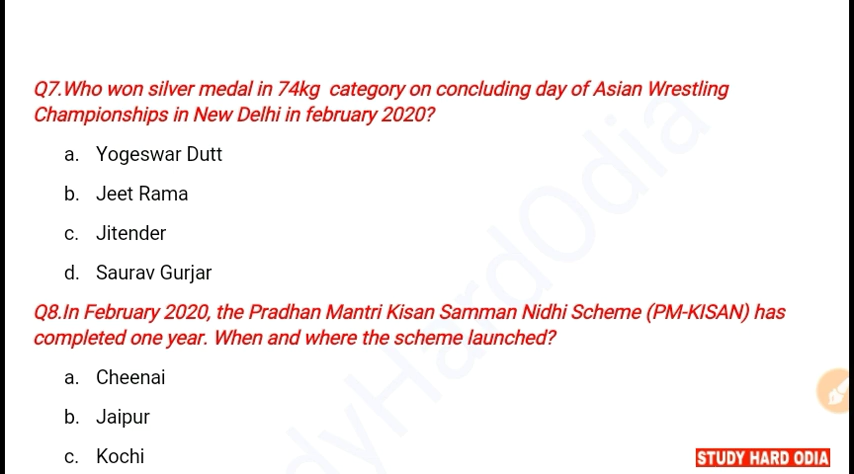 Q7.Who won silver medal in 74kg category on concluding day of Asian Wrestling
Championships in New Delhi in february 2020?
a. Yogeswar Dutt
b. Jeet Rama
c. Jitender
d. Saurav Gurjar
Q8.In February 2020, the Pradhan Mantri Kisan Samman Nidhi Scheme (PM-KISAN) has
completed one year. When and where the scheme launched?
a. Cheenai
b. Jaipur
c. Kochi
STUDY HARD ODIA
dyHardOdia